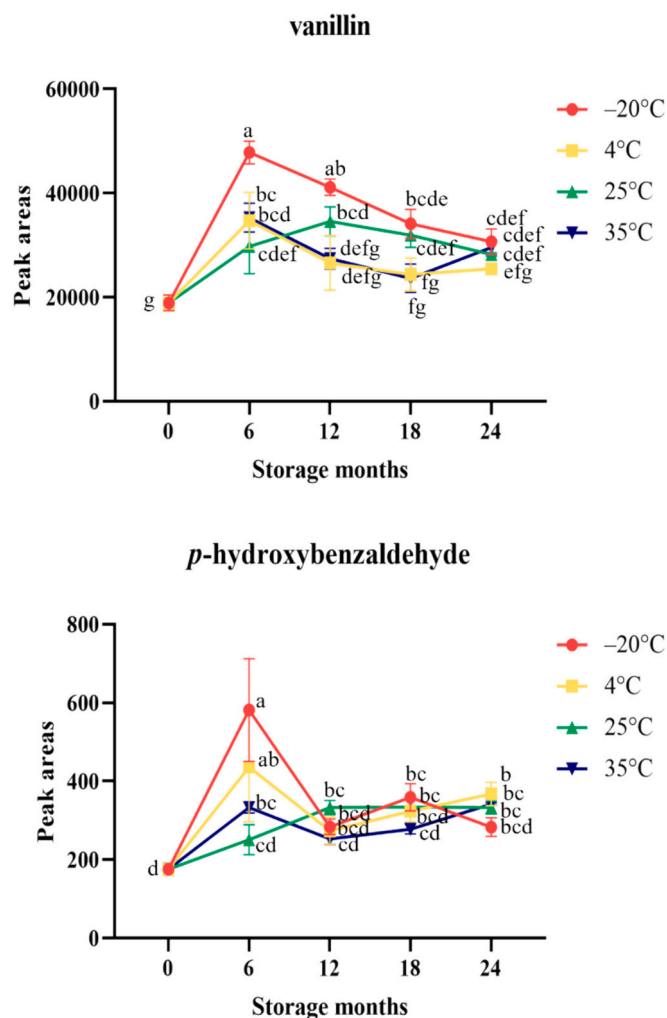 vanillin
60000
40000
20000
0
Peak areas
a
ab
bc
bcd
bcd
bcde
cdef
cdef
cdef
cdef
cdef
defg
defg
fg
fg
efg
g
0 6 12 18 24
Storage months
–20°C
4°C
25°C
35°C
p-hydroxybenzaldehyde
800
600
400
200
0
Peak areas
a
ab
bc
cd
bc
bcd
bcd
cd
bc
bc
bcd
cd
b
bc
bc
bcd
d
0 6 12 18 24
Storage months
–20°C
4°C
25°C
35°C